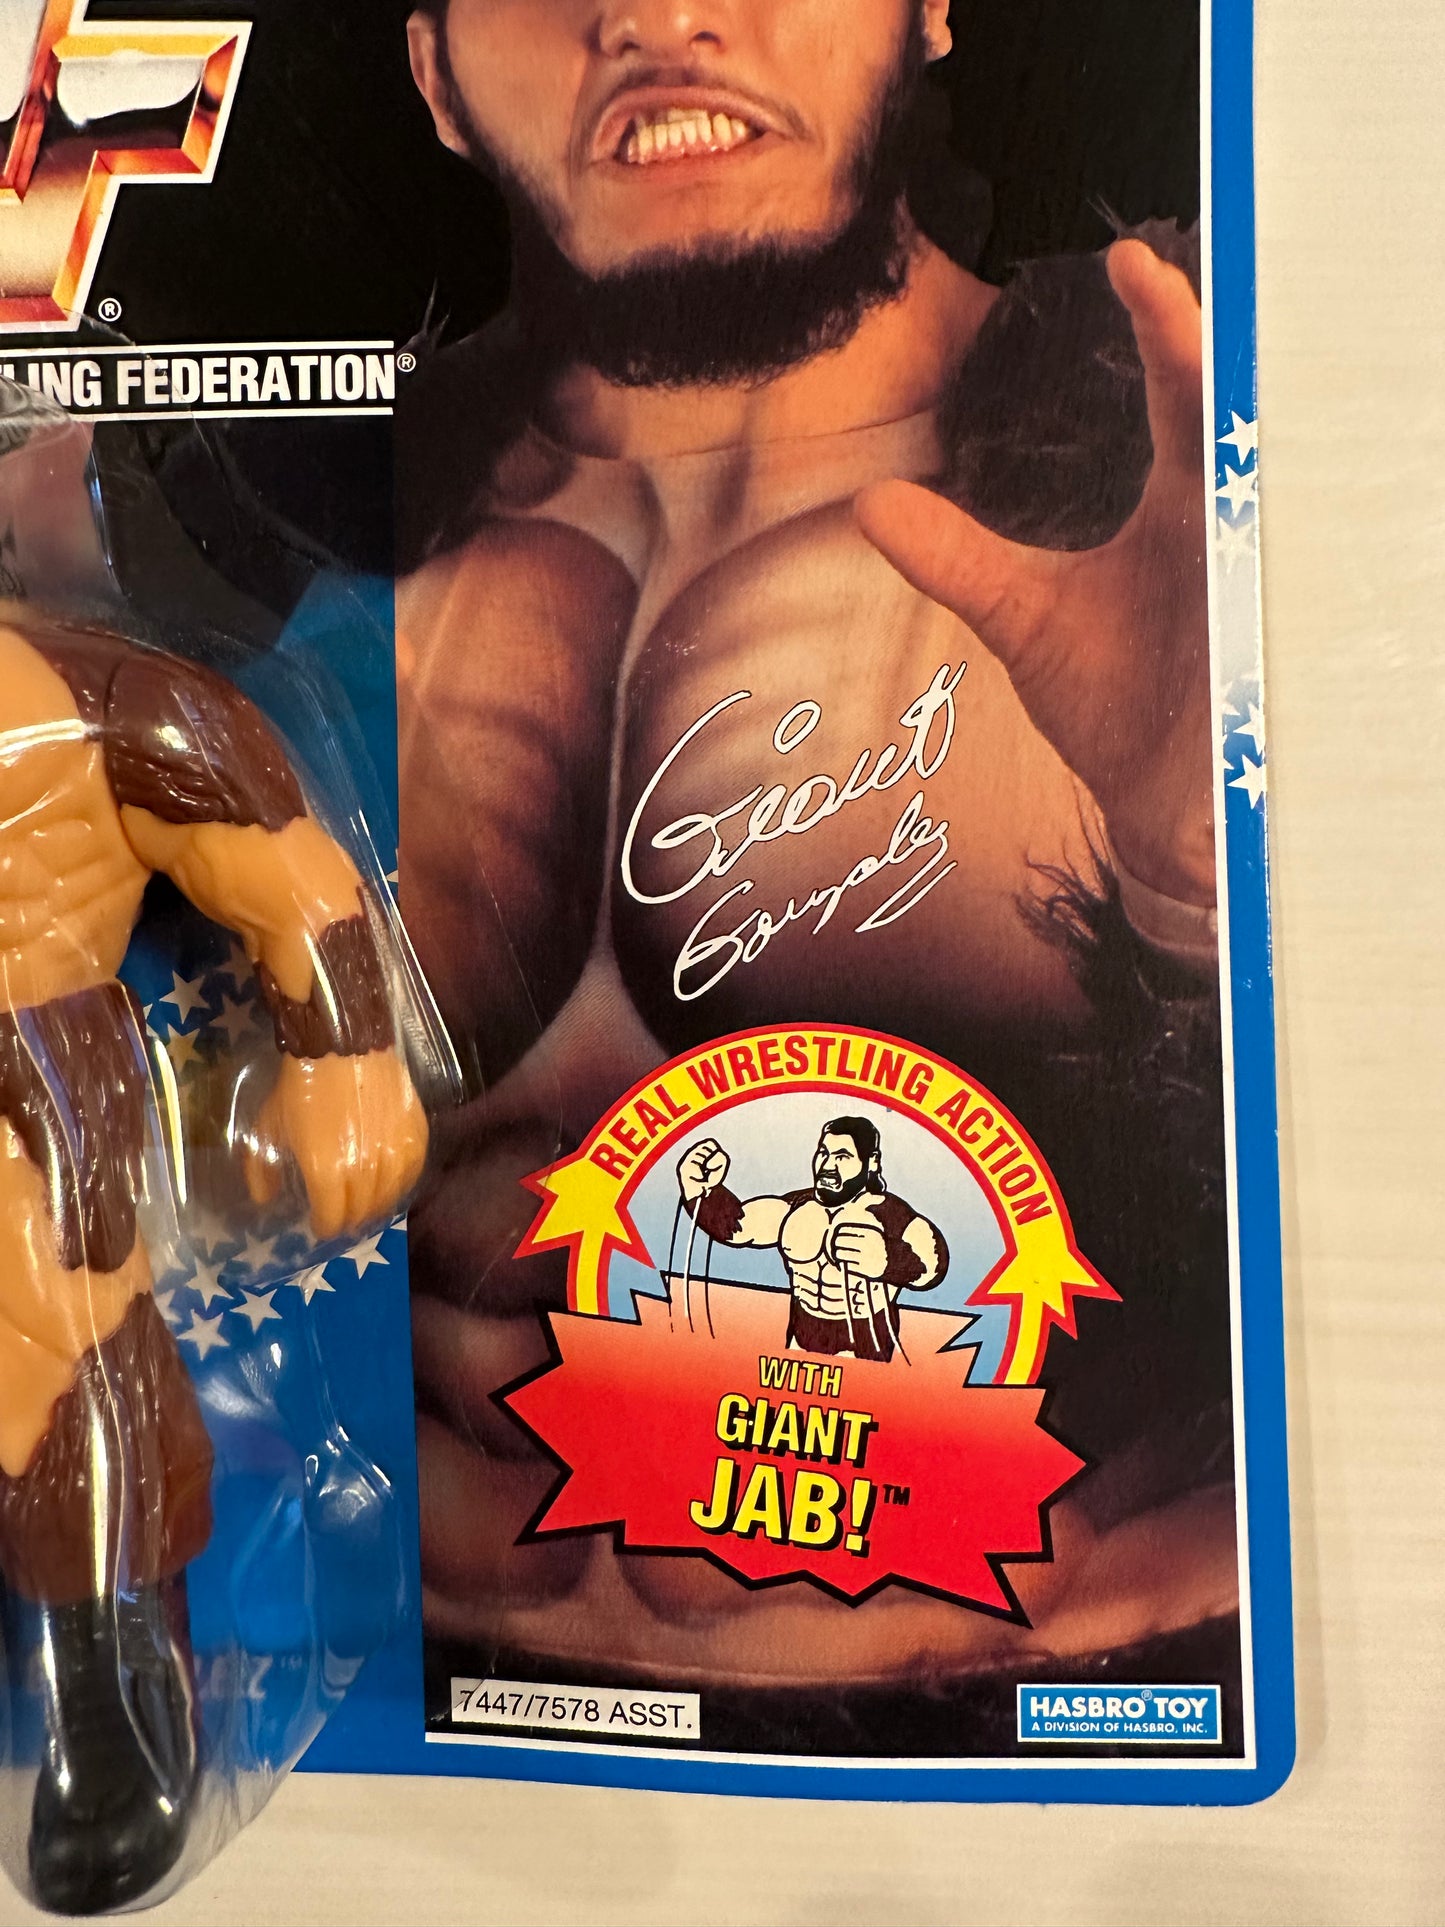 ®
LING FEDERATION®
Giant
Gonzales
REAL WRESTLING ACTION
WITH
GIANT
JAB!™
7447/7578 ASST.
HASBRO® TOY
A DIVISION OF HASBRO, INC.